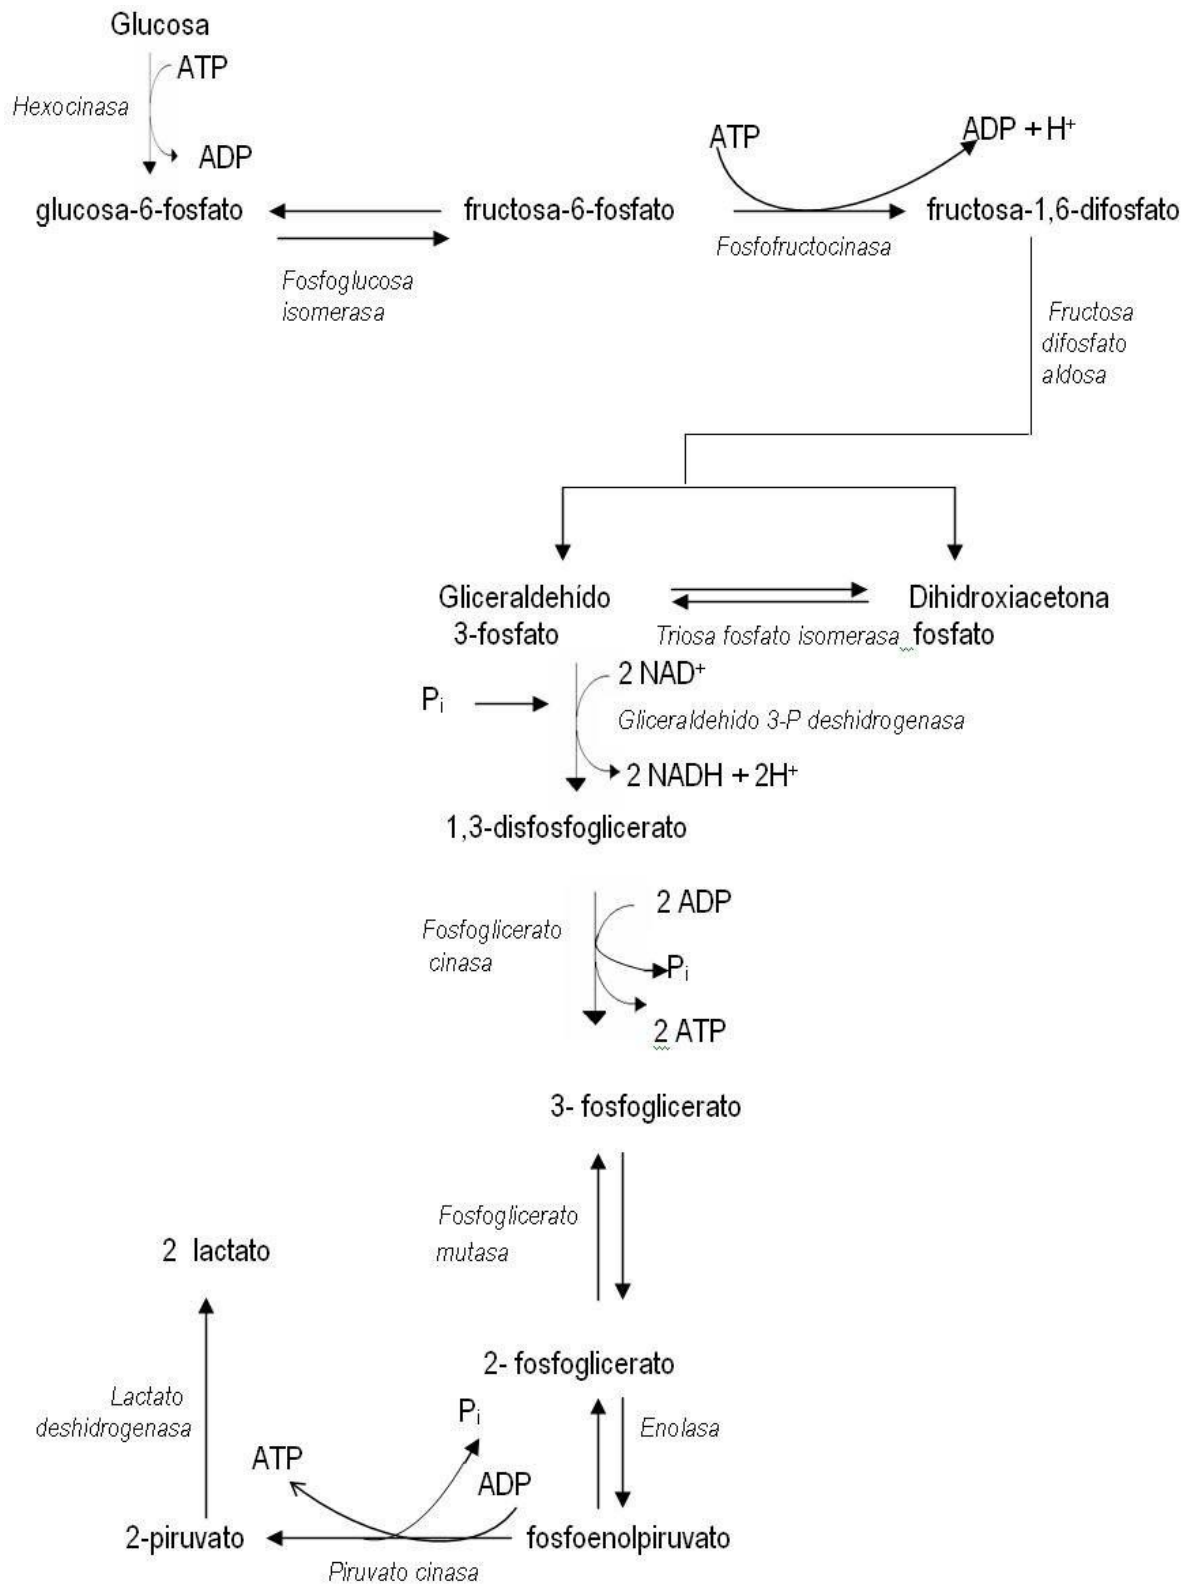 Glucosa
ATP
Hexocinasa
ADP
glucosa-6-fosfato
fructosa-6-fosfato
ATP
ADP + H⁺
fructosa-1,6-difosfato
Fosfoglucosa
isomerasa
Fosfofructocinasa
Fructosa
difosfato
aldosa
Gliceraldehído
3-fosfato
Triosa fosfato isomerasa
Dihidroxiacetona
fosfato
Pᵢ
2 NAD⁺
Gliceraldehido 3-P deshidrogenasa
2 NADH + 2H⁺
1,3-disfosfoglicerato
Fosfoglicerato
cinasa
2 ADP
Pᵢ
2 ATP
3- fosfoglicerato
Fosfoglicerato
mutasa
2 lactato
2- fosfoglicerato
Lactato
deshidrogenasa
Enolasa
Pᵢ
ATP
ADP
2-piruvato
fosfoenolpiruvato
Piruvato cinasa